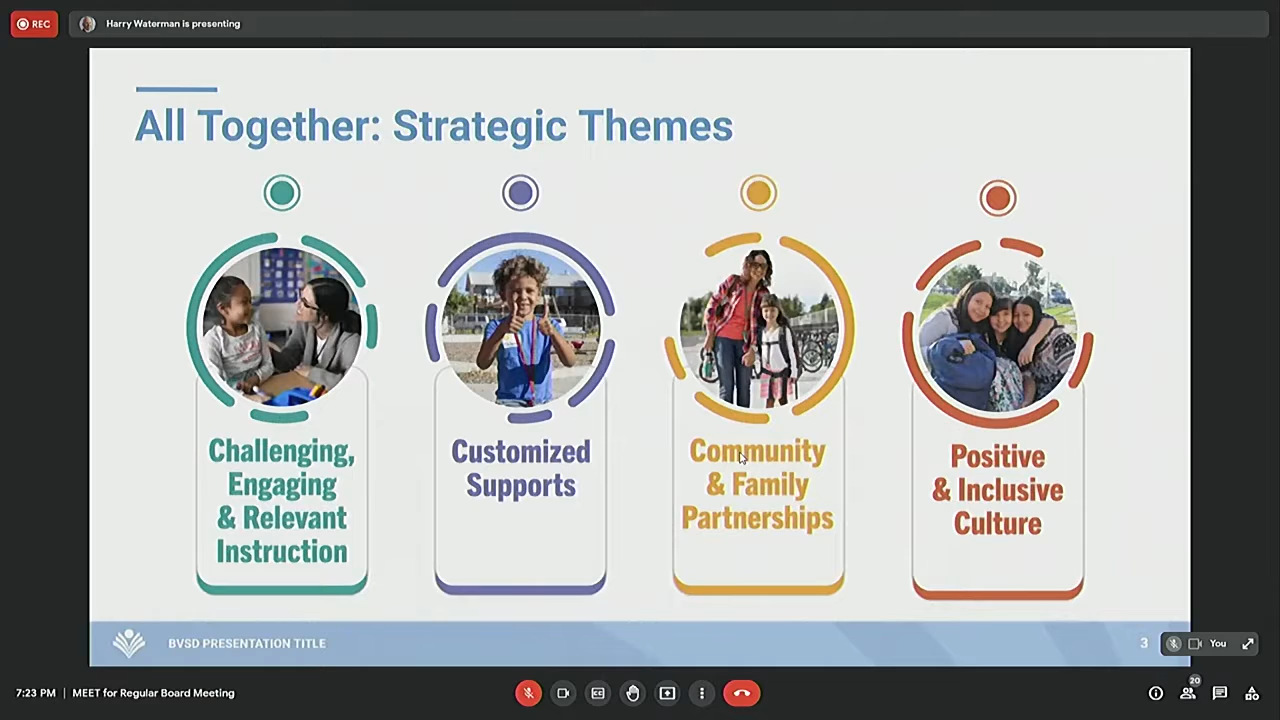 REC
Harry Waterman is presenting
All Together: Strategic Themes
Challenging,
Engaging
& Relevant
Instruction
Customized
Supports
Community
& Family
Partnerships
Positive
& Inclusive
Culture
BVSD PRESENTATION TITLE
3
You
7:23 PM | MEET for Regular Board Meeting
20